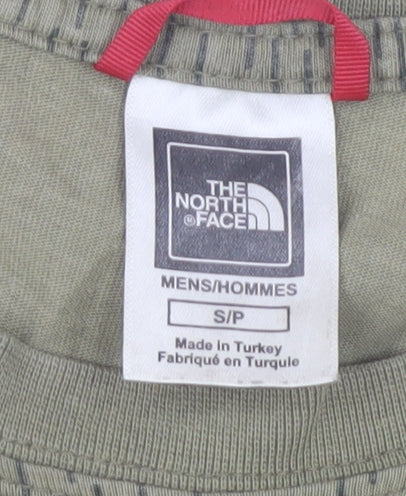 THE
NORTH
FACE
MENS/HOMMES
S/P
Made in Turkey
Fabriqué en Turquie